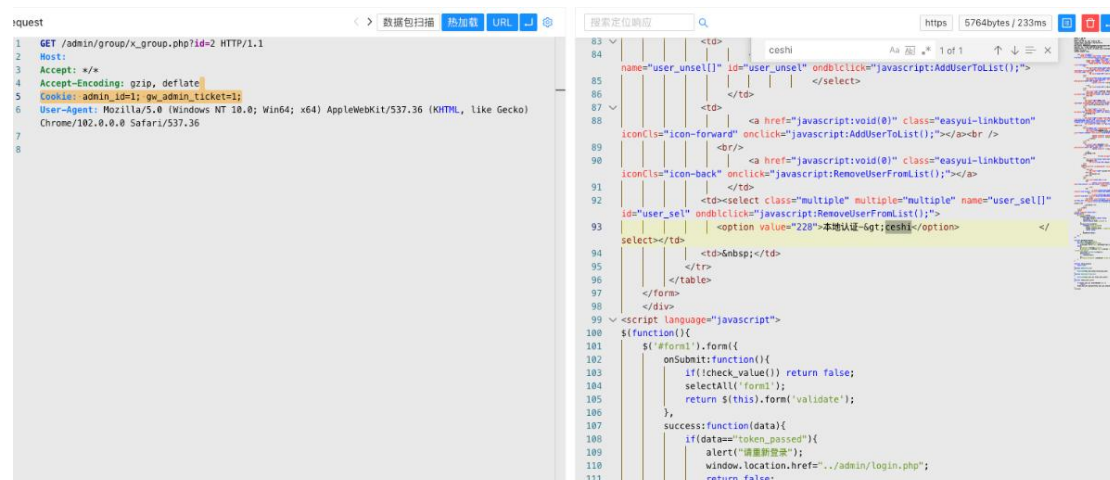 equest
数据包扫描 热加载 URL
1 GET /admin/group/x_group.php?id=2 HTTP/1.1
2 Host:
3 Accept: */*
4 Accept-Encoding: gzip, deflate
5 Cookie: admin_id=1; gw_admin_ticket=1;
6 User-Agent: Mozilla/5.0 (Windows NT 10.0; Win64; x64) AppleWebKit/537.36 (KHTML, like Gecko)
Chrome/102.0.0.0 Safari/537.36
7
8
搜索定位响应 https 5764bytes / 233ms
ceshi Aa ab .* 1 of 1
83 <td>
84
name="user_unsel[]" id="user_unsel" ondblclick="javascript:AddUserToList();">
85 </select>
86 </td>
87 <td>
88 <a href="javascript:void(0)" class="easyui-linkbutton"
iconCls="icon-forward" onclick="javascript:AddUserToList();"></a><br />
89 <br/>
90 <a href="javascript:void(0)" class="easyui-linkbutton"
iconCls="icon-back" onclick="javascript:RemoveUserFromList();"></a>
91 </td>
92 <td><select class="multiple" multiple="multiple" name="user_sel[]"
id="user_sel" ondblclick="javascript:RemoveUserFromList();">
93 <option value="228">本地认证-&gt;ceshi</option> </
select></td>
94 <td>&nbsp;</td>
95 </tr>
96 </table>
97 </form>
98 </div>
99 <script language="javascript">
100 $(function(){
101 $('#form1').form({
102 onSubmit:function(){
103 if(!check_value()) return false;
104 selectAll('form1');
105 return $(this).form('validate');
106 },
107 success:function(data){
108 if(data=="token_passed"){
109 alert("请重新登录");
110 window.location.href="../admin/login.php";
111 return false;